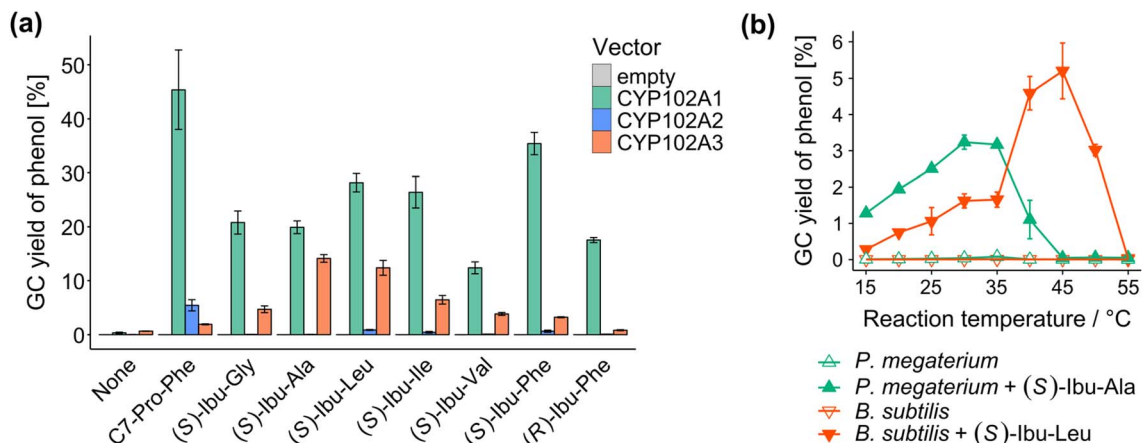 (a)
GC yield of phenol [%]
50
40
30
20
10
0
None
C7-Pro-Phe
(S)-Ibu-Gly
(S)-Ibu-Ala
(S)-Ibu-Leu
(S)-Ibu-Ile
(S)-Ibu-Val
(S)-Ibu-Phe
(R)-Ibu-Phe
Vector
empty
CYP102A1
CYP102A2
CYP102A3
(b)
GC yield of phenol [%]
6
5
4
3
2
1
0
15 25 35 45 55
Reaction temperature / °C
P. megaterium
P. megaterium + (S)-Ibu-Ala
B. subtilis
B. subtilis + (S)-Ibu-Leu